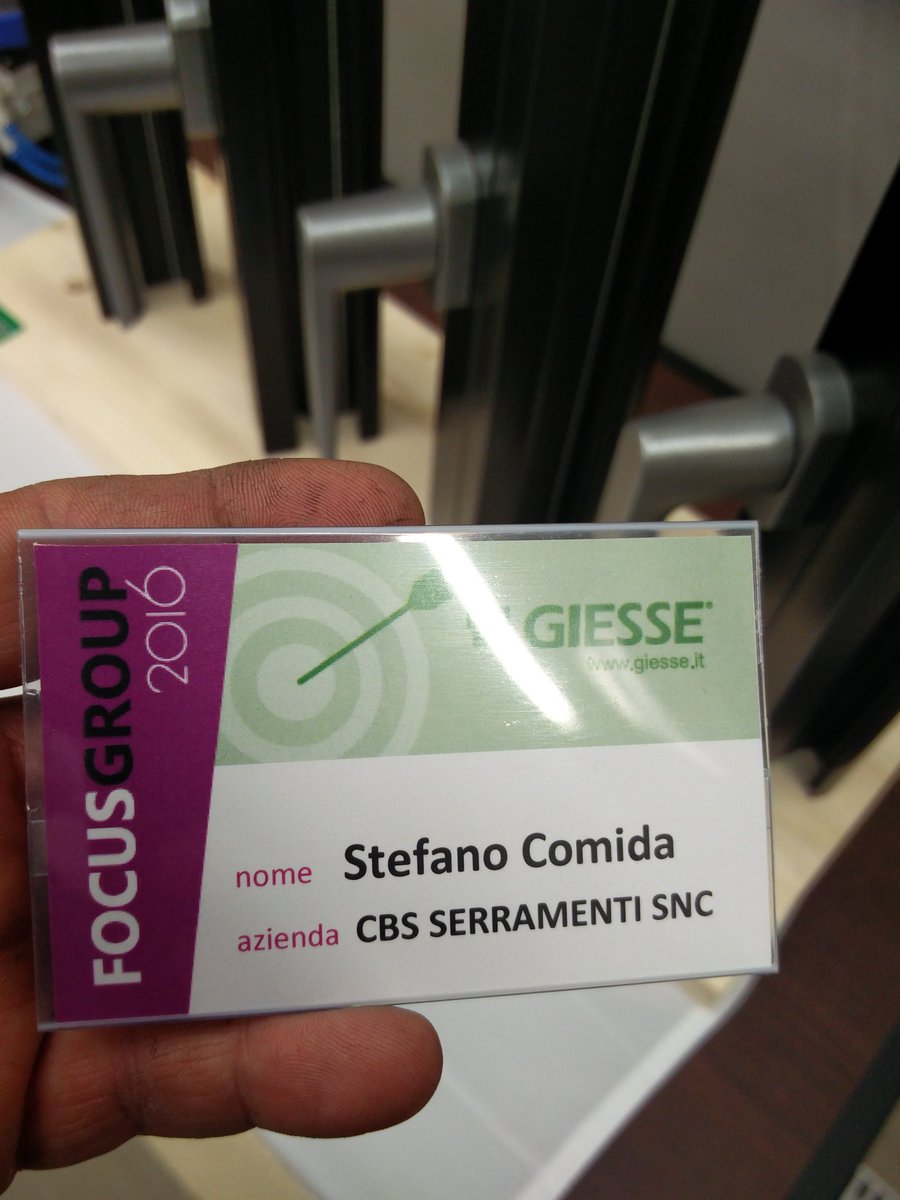 FOCUSGROUP
2016
GIESSE®
www.giesse.it
nome Stefano Comida
azienda CBS SERRAMENTI SNC